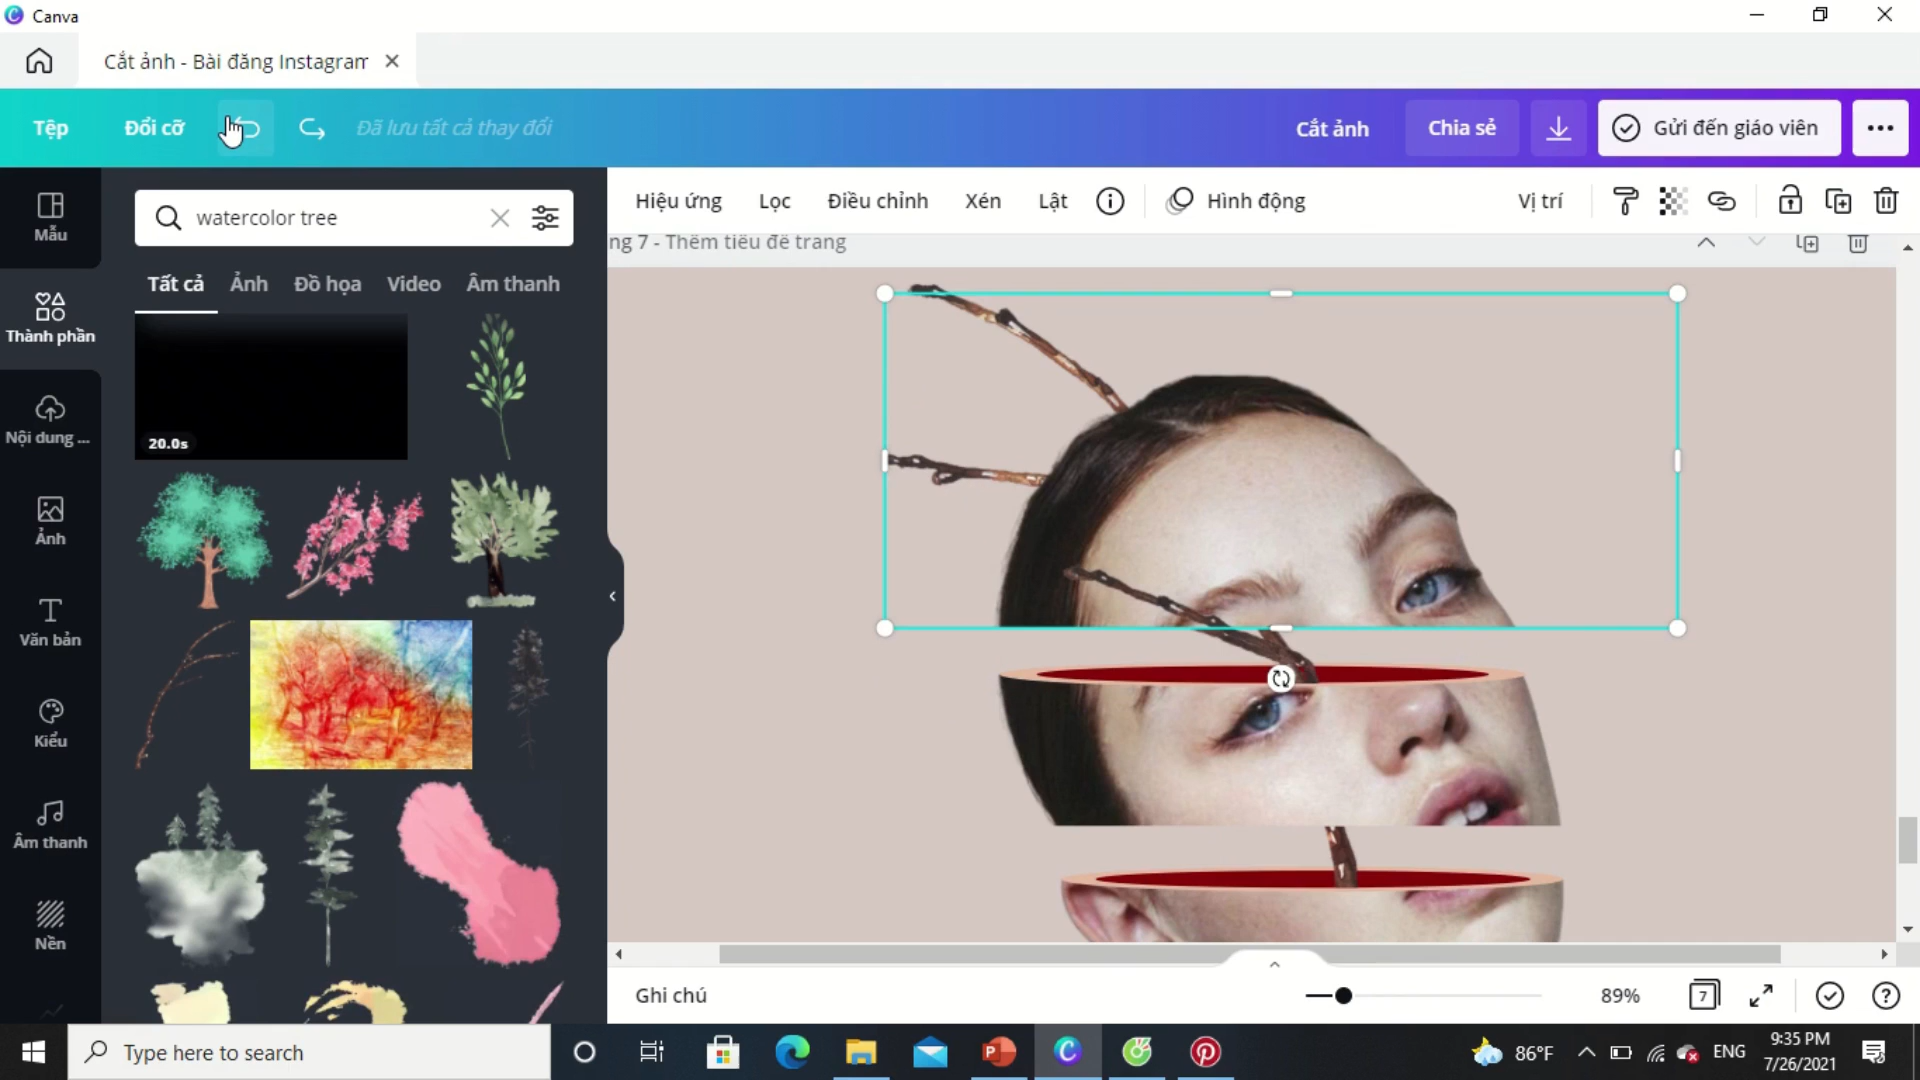 Canva
Cắt ảnh - Bài đăng Instagram
Tệp
Đổi cỡ
Đã lưu tất cả thay đổi
Cắt ảnh
Chia sẻ
Gửi đến giáo viên
Mẫu
Thành phần
Nội dung ...
Ảnh
Văn bản
Kiểu
Âm thanh
Nền
watercolor tree
Tất cả
Ảnh
Đồ họa
Video
Âm thanh
20.0s
Hiệu ứng
Lọc
Điều chỉnh
Xén
Lật
Hình động
Vị trí
ng 7 - Thêm tiêu đề trang
Ghi chú
89%
7
Type here to search
86°F
ENG
9:35 PM
7/26/2021